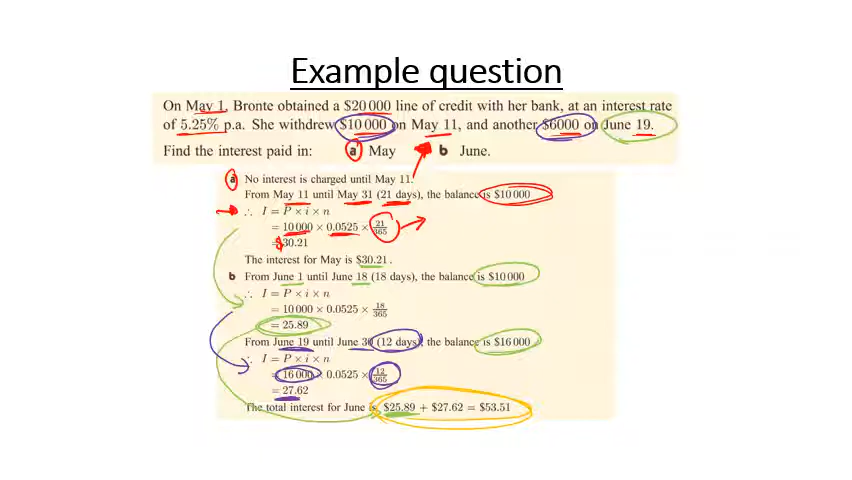 Example question
On May 1, Bronte obtained a $20 000 line of credit with her bank, at an interest rate
of 5.25% p.a. She withdrew $10 000 on May 11, and another $6000 on June 19.
Find the interest paid in: a May b June.
a No interest is charged until May 11.
From May 11 until May 31 (21 days), the balance is $10 000
∴ I = P × i × n
= 10 000 × 0.0525 × 21/365
= $30.21
The interest for May is $30.21.
b From June 1 until June 18 (18 days), the balance is $10 000
∴ I = P × i × n
= 10 000 × 0.0525 × 18/365
= 25.89
From June 19 until June 30 (12 days), the balance is $16 000
∴ I = P × i × n
= 16 000 × 0.0525 × 12/365
= 27.62
The total interest for June is $25.89 + $27.62 = $53.51